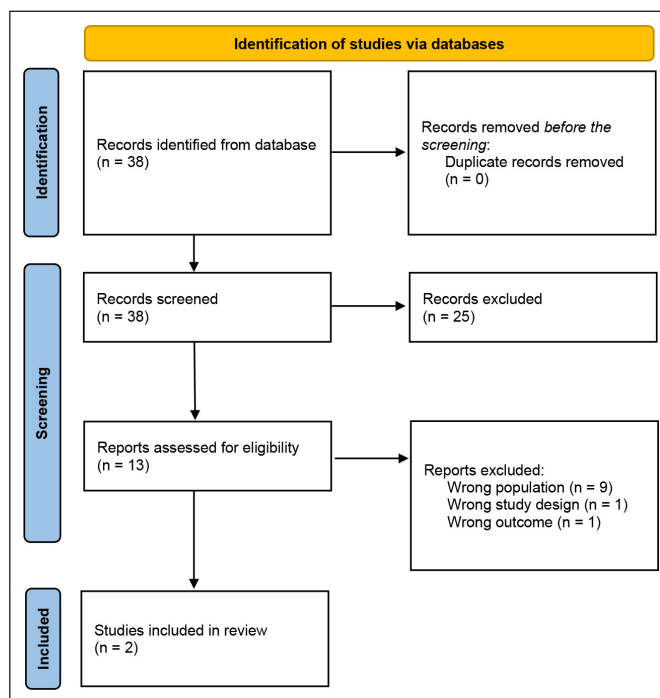 Identification of studies via databases
Identification
Records identified from database
(n = 38)
Records removed before the
screening:
Duplicate records removed
(n = 0)
Screening
Records screened
(n = 38)
Records excluded
(n = 25)
Reports assessed for eligibility
(n = 13)
Reports excluded:
Wrong population (n = 9)
Wrong study design (n = 1)
Wrong outcome (n = 1)
Included
Studies included in review
(n = 2)